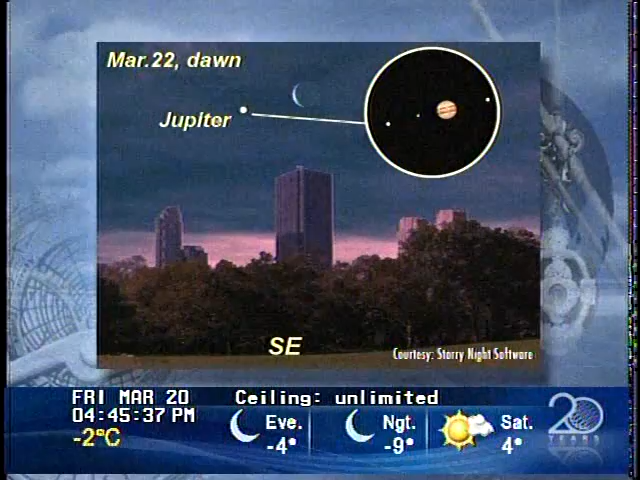 Mar.22, dawn
Jupiter
SE
Courtesy: Starry Night Software
FRI MAR 20
Ceiling: unlimited
04:45:37 PM
-2°C
Eve.
-4°
Ngt.
-9°
Sat.
4°
20
YEARS